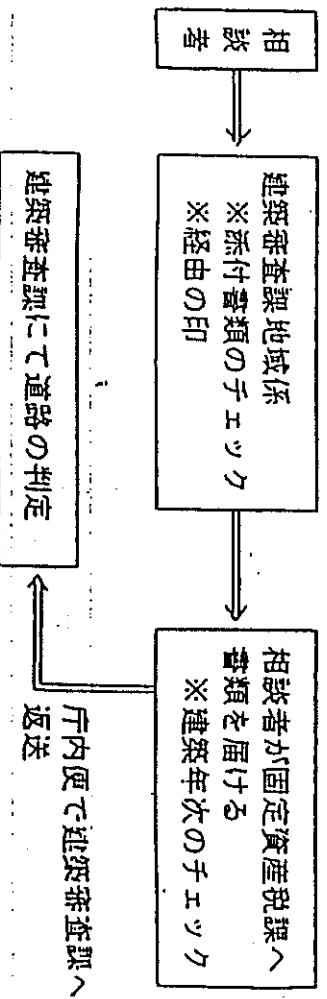 相談者
建築審査課地域係
※添付書類のチェック
※経由の印
相談者が固定資産税課へ
書類を届ける
※建築年次のチェック
庁内便で建築審査課へ
返送
建築審査課にて道路の判定